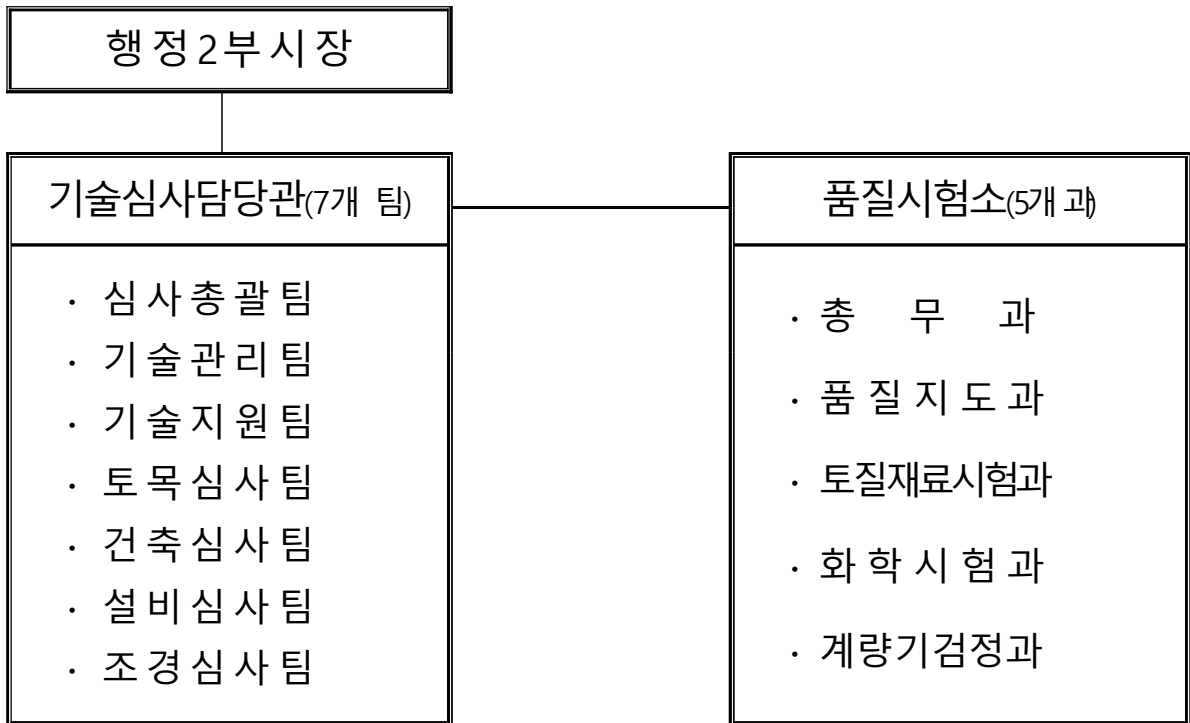 행정2부시장
기술심사담당관(7개 팀)
· 심사총괄팀
· 기술관리팀
· 기술지원팀
· 토목심사팀
· 건축심사팀
· 설비심사팀
· 조경심사팀
품질시험소(5개 과)
· 총 무 과
· 품질지도과
· 토질재료시험과
· 화학시험과
· 계량기검정과